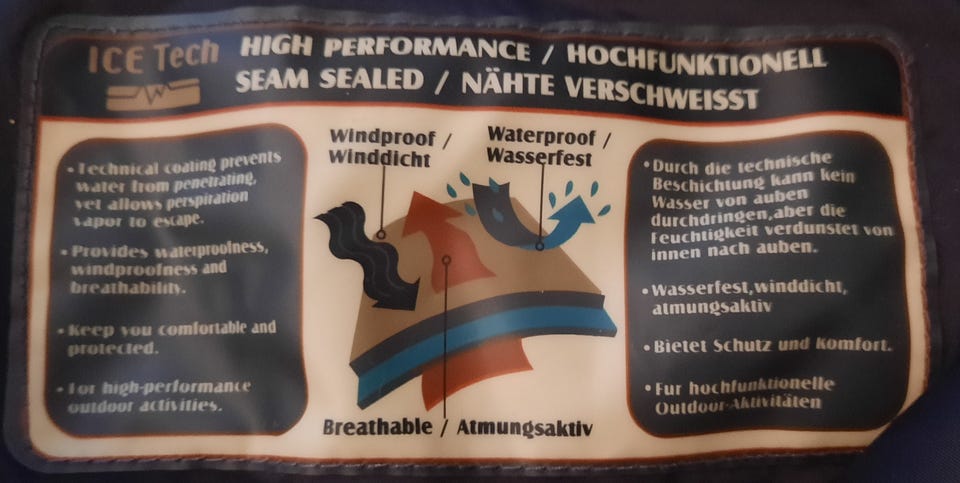 ICE Tech
HIGH PERFORMANCE / HOCHFUNKTIONELL
SEAM SEALED / NÄHTE VERSCHWEISST
• Technical coating prevents
water from penetrating,
yet allows perspiration
vapor to escape.
• Provides waterproofness,
windproofness and
breathability.
• Keep you comfortable and
protected.
• For high-performance
outdoor activities.
Windproof /
Winddicht
Waterproof /
Wasserfest
Breathable / Atmungsaktiv
• Durch die technische
Beschichtung kann kein
Wasser von auben
durchdringen,aber die
Feuchtigkeit verdunstet von
innen nach auben.
• Wasserfest,winddicht,
atmungsaktiv
• Bietet Schutz und Komfort.
• Fur hochfunktionelle
Outdoor-Aktivitäten